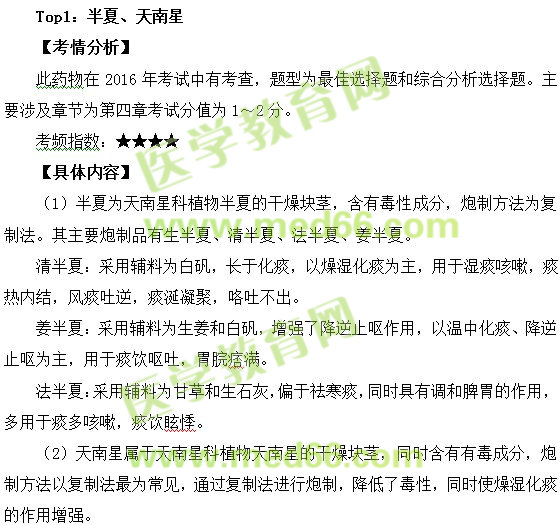 Top1：半夏、天南星
【考情分析】
此药物在 2016 年考试中有考查，题型为最佳选择题和综合分析选择题。主
要涉及章节为第四章考试分值为 1～2 分。
考频指数：★★★★
【具体内容】
（1）半夏为天南星科植物半夏的干燥块茎，含有毒性成分，炮制方法为复
制法。其主要炮制品有生半夏、清半夏、法半夏、姜半夏。
清半夏：采用辅料为白矾，长于化痰，以燥湿化痰为主，用于湿痰咳嗽，痰
热内结，风痰吐逆，痰涎凝聚，咯吐不出。
姜半夏：采用辅料为生姜和白矾，增强了降逆止呕作用，以温中化痰、降逆
止呕为主，用于痰饮呕吐，胃脘痞满。
法半夏：采用辅料为甘草和生石灰，偏于祛寒痰，同时具有调和脾胃的作用，
多用于痰多咳嗽，痰饮眩悸。
（2）天南星属于天南星科植物天南星的干燥块茎，同时含有有毒成分，炮
制方法以复制法最为常见，通过复制法进行炮制，降低了毒性，同时使燥湿化痰
的作用增强。
医学教育网
www.med66.com
医学教育网
www.med66.com